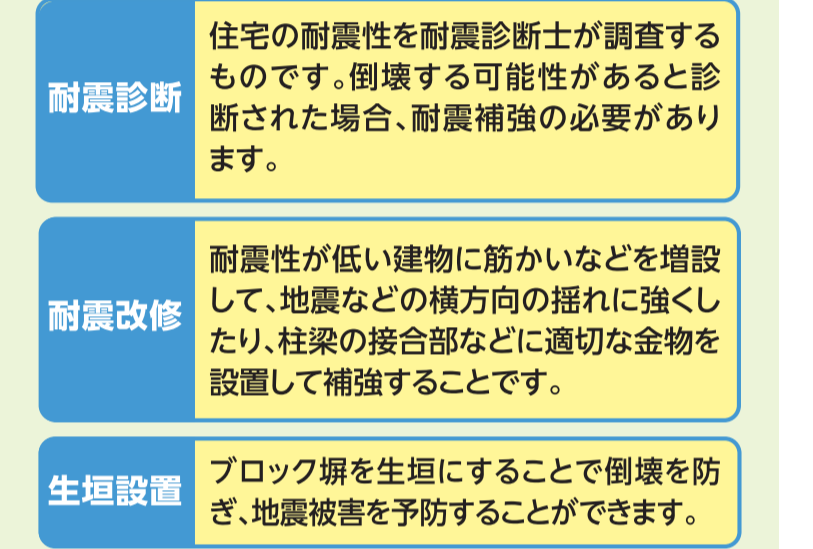 耐震診断
住宅の耐震性を耐震診断士が調査する
ものです。倒壊する可能性があると診
断された場合、耐震補強の必要があり
ます。
耐震改修
耐震性が低い建物に筋かいなどを増設
して、地震などの横方向の揺れに強くし
たり、柱梁の接合部などに適切な金物を
設置して補強することです。
生垣設置
ブロック塀を生垣にすることで倒壊を防
ぎ、地震被害を予防することができます。